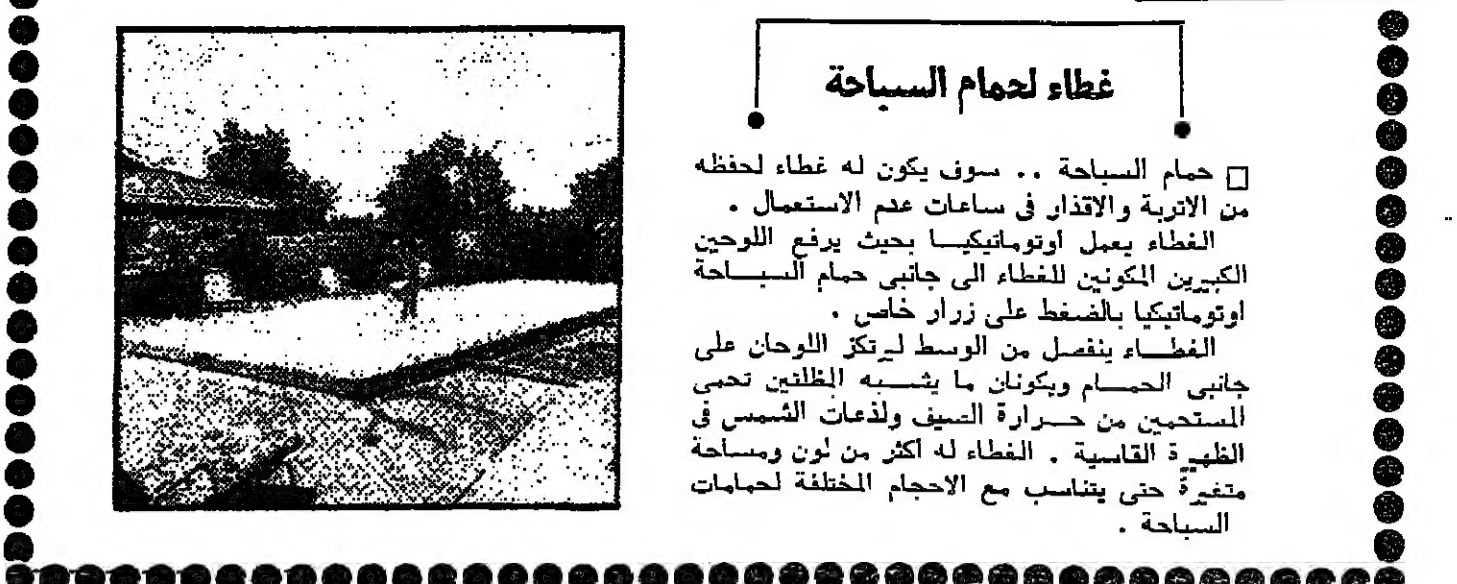 غطاء لحمام السباحة
□ حمام السباحة .. سوف يكون له غطاء لحفظه
من الاتربة والاقذار فى ساعات عدم الاستعمال .
الغطاء يعمل اوتوماتيكيا بحيث يرفع اللوحين
الكبيرين المكونين للغطاء الى جانبى حمام السباحة
اوتوماتيكيا بالضغط على زرار خاص .
الغطاء ينفصل من الوسط ليرتكز اللوحان على
جانبى الحمام ويكونان ما يشبه المظلتين تحمى
المستحمين من حرارة الصيف ولذعات الشمس فى
الظهيرة القاسية . الغطاء له اكثر من لون ومساحة
متغيرة حتى يتناسب مع الاحجام المختلفة لحمامات
السباحة .